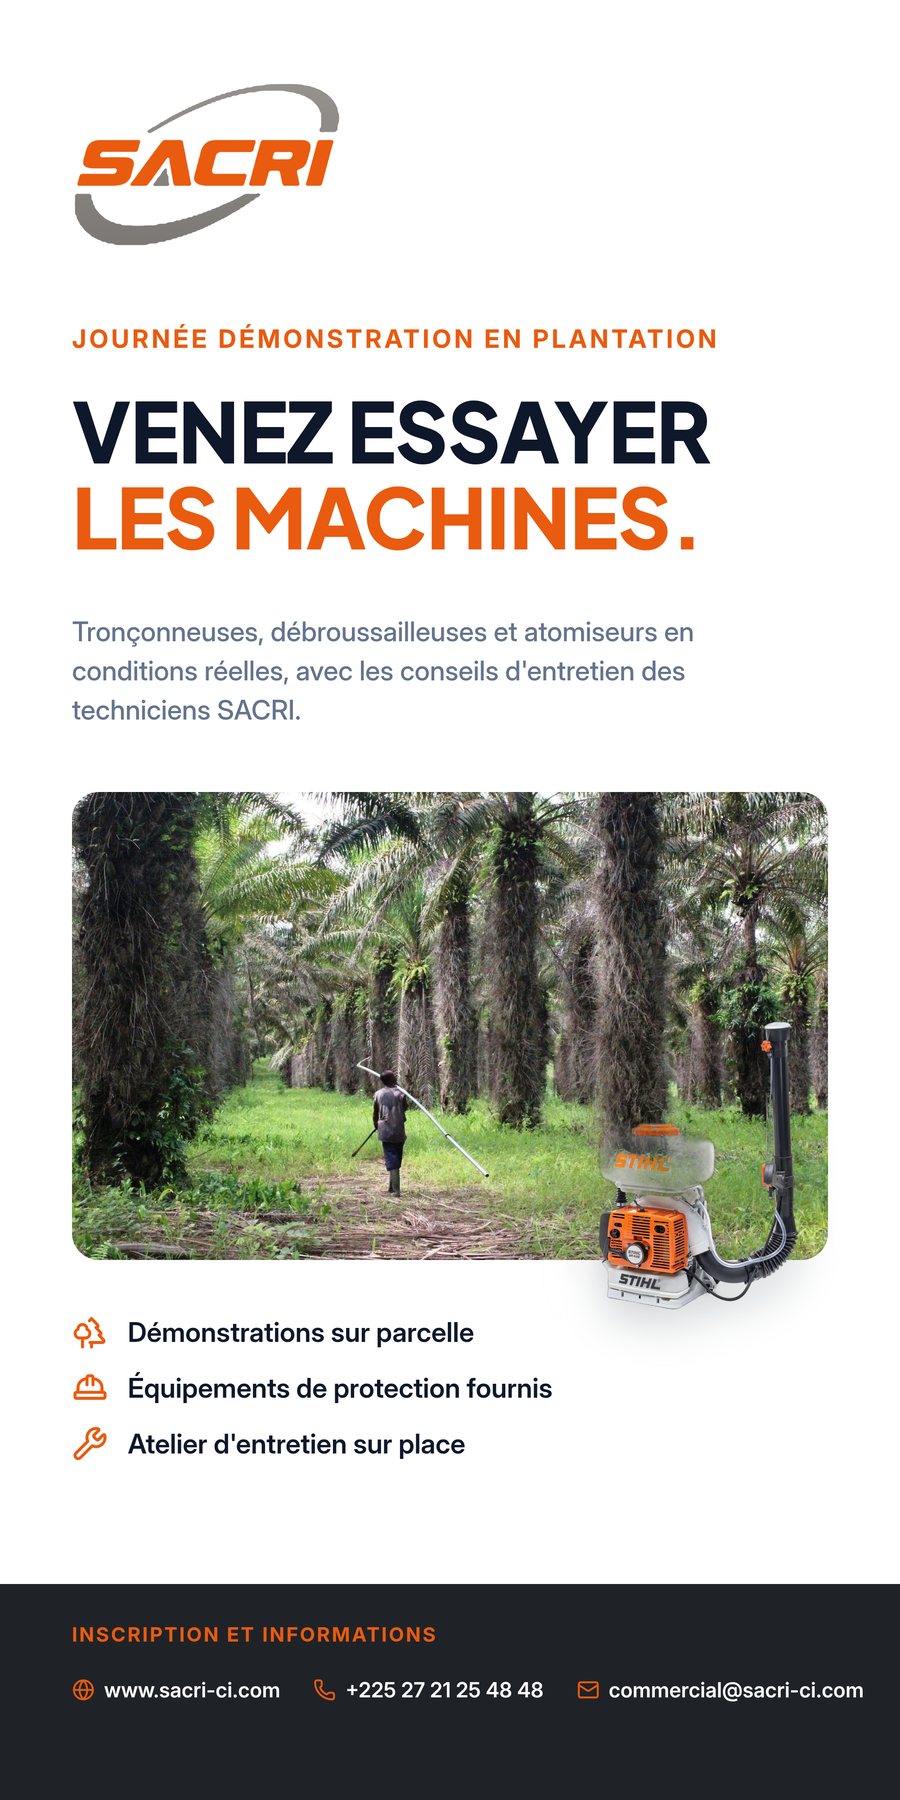 SACRI
JOURNÉE DÉMONSTRATION EN PLANTATION
VENEZ ESSAYER
LES MACHINES.
Tronçonneuses, débroussailleuses et atomiseurs en
conditions réelles, avec les conseils d'entretien des
techniciens SACRI.
STIHL
STIHL
Démonstrations sur parcelle
Équipements de protection fournis
Atelier d'entretien sur place
INSCRIPTION ET INFORMATIONS
www.sacri-ci.com +225 27 21 25 48 48 commercial@sacri-ci.com